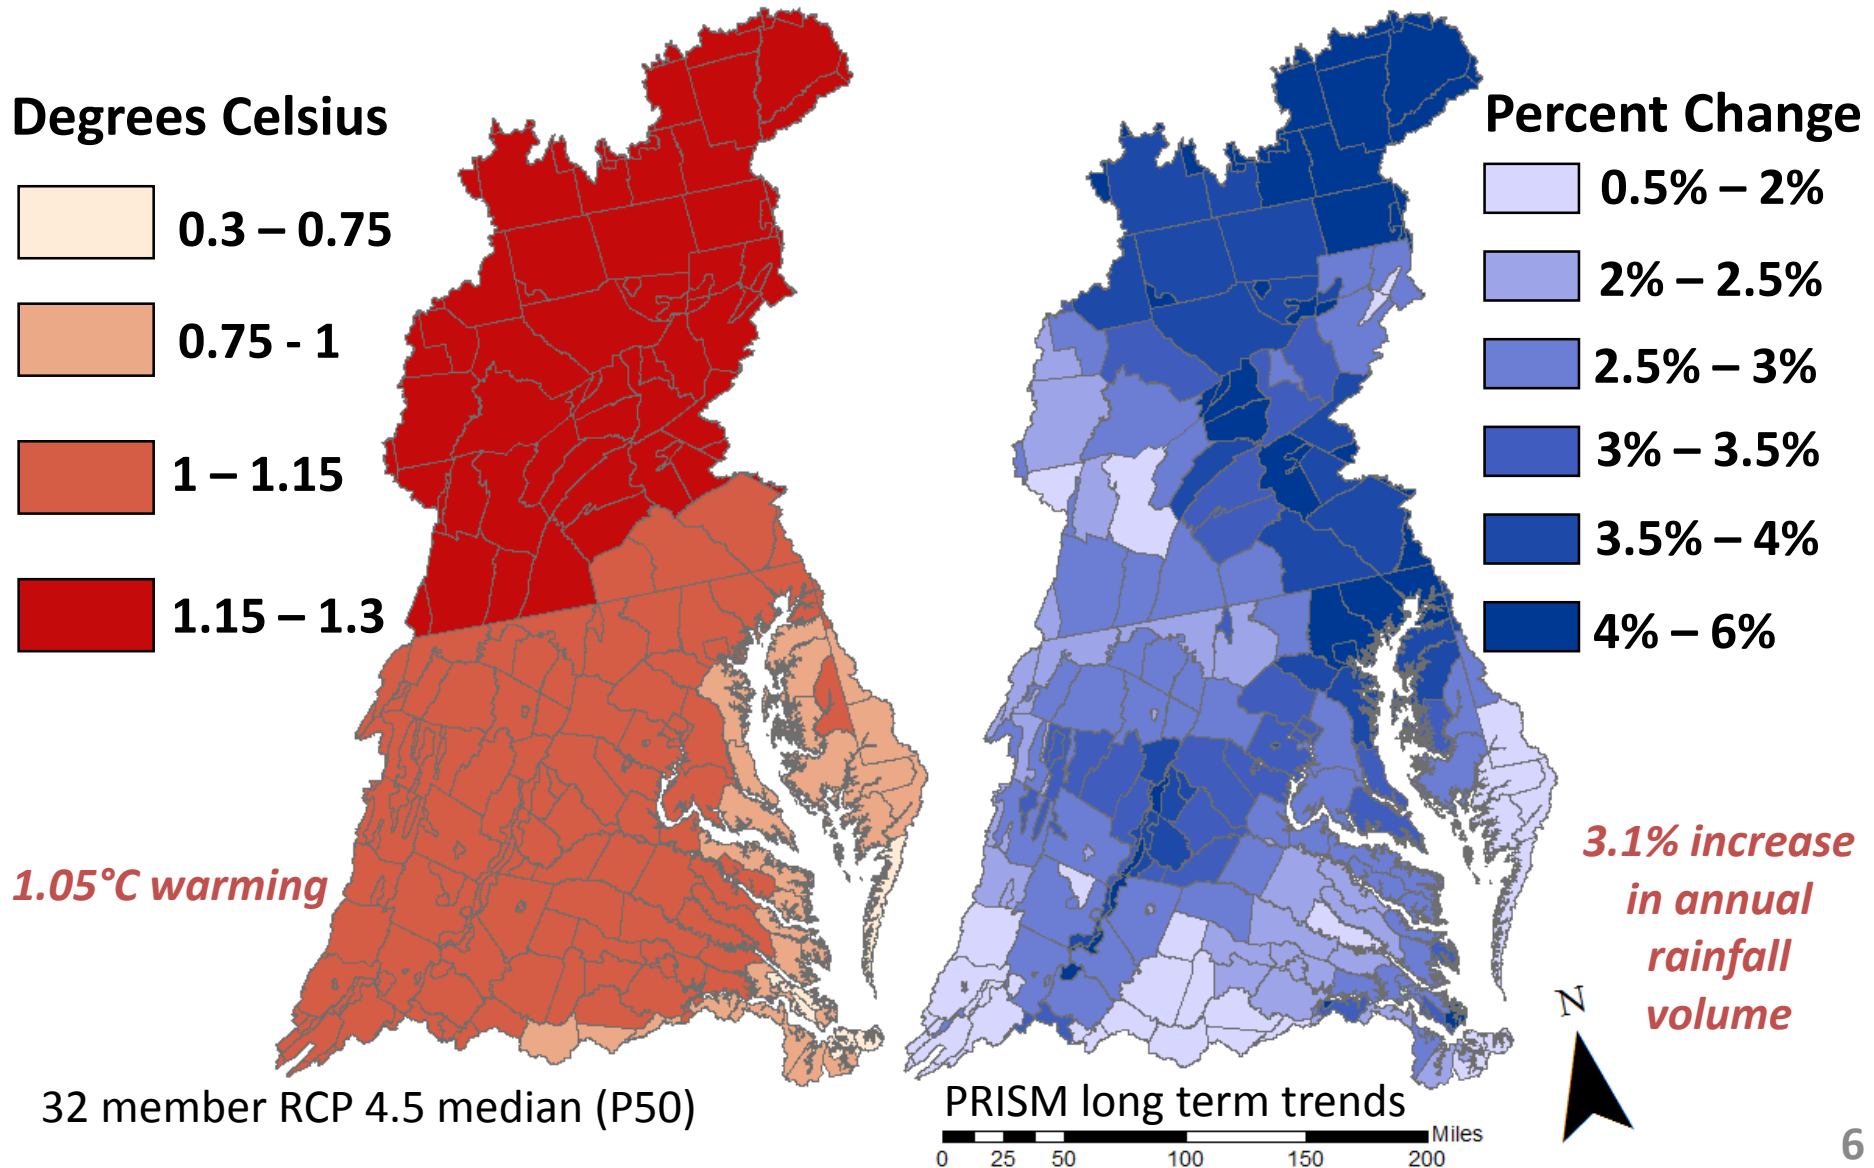 Degrees Celsius
0.3 – 0.75
0.75 - 1
1 – 1.15
1.15 – 1.3
1.05°C warming
32 member RCP 4.5 median (P50)
Percent Change
0.5% – 2%
2% – 2.5%
2.5% – 3%
3% – 3.5%
3.5% – 4%
4% – 6%
3.1% increase
in annual
rainfall
volume
N
PRISM long term trends
Miles
0 25 50 100 150 200
6